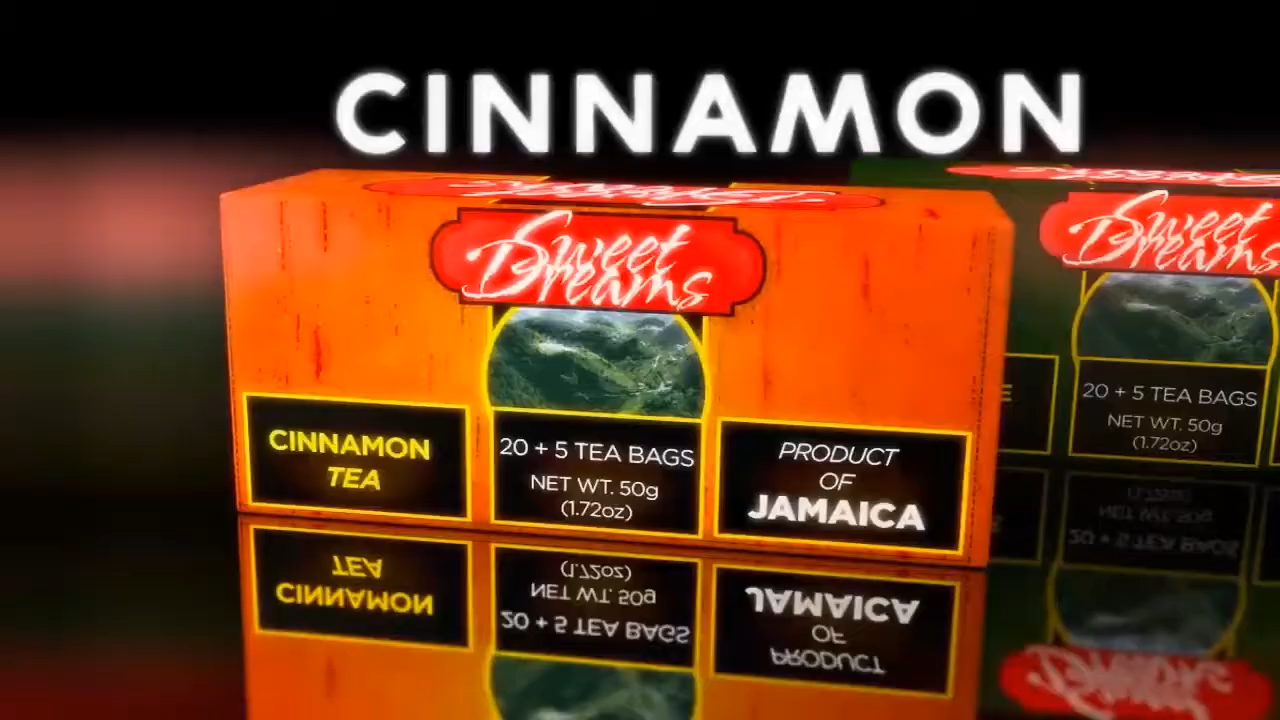 CINNAMON
Sweet
Dreams
CINNAMON
TEA
20 + 5 TEA BAGS
NET WT. 50g
(1.72oz)
PRODUCT
OF
JAMAICA
Sweet
Dreams
20 + 5 TEA BAGS
NET WT. 50g
(1.72oz)